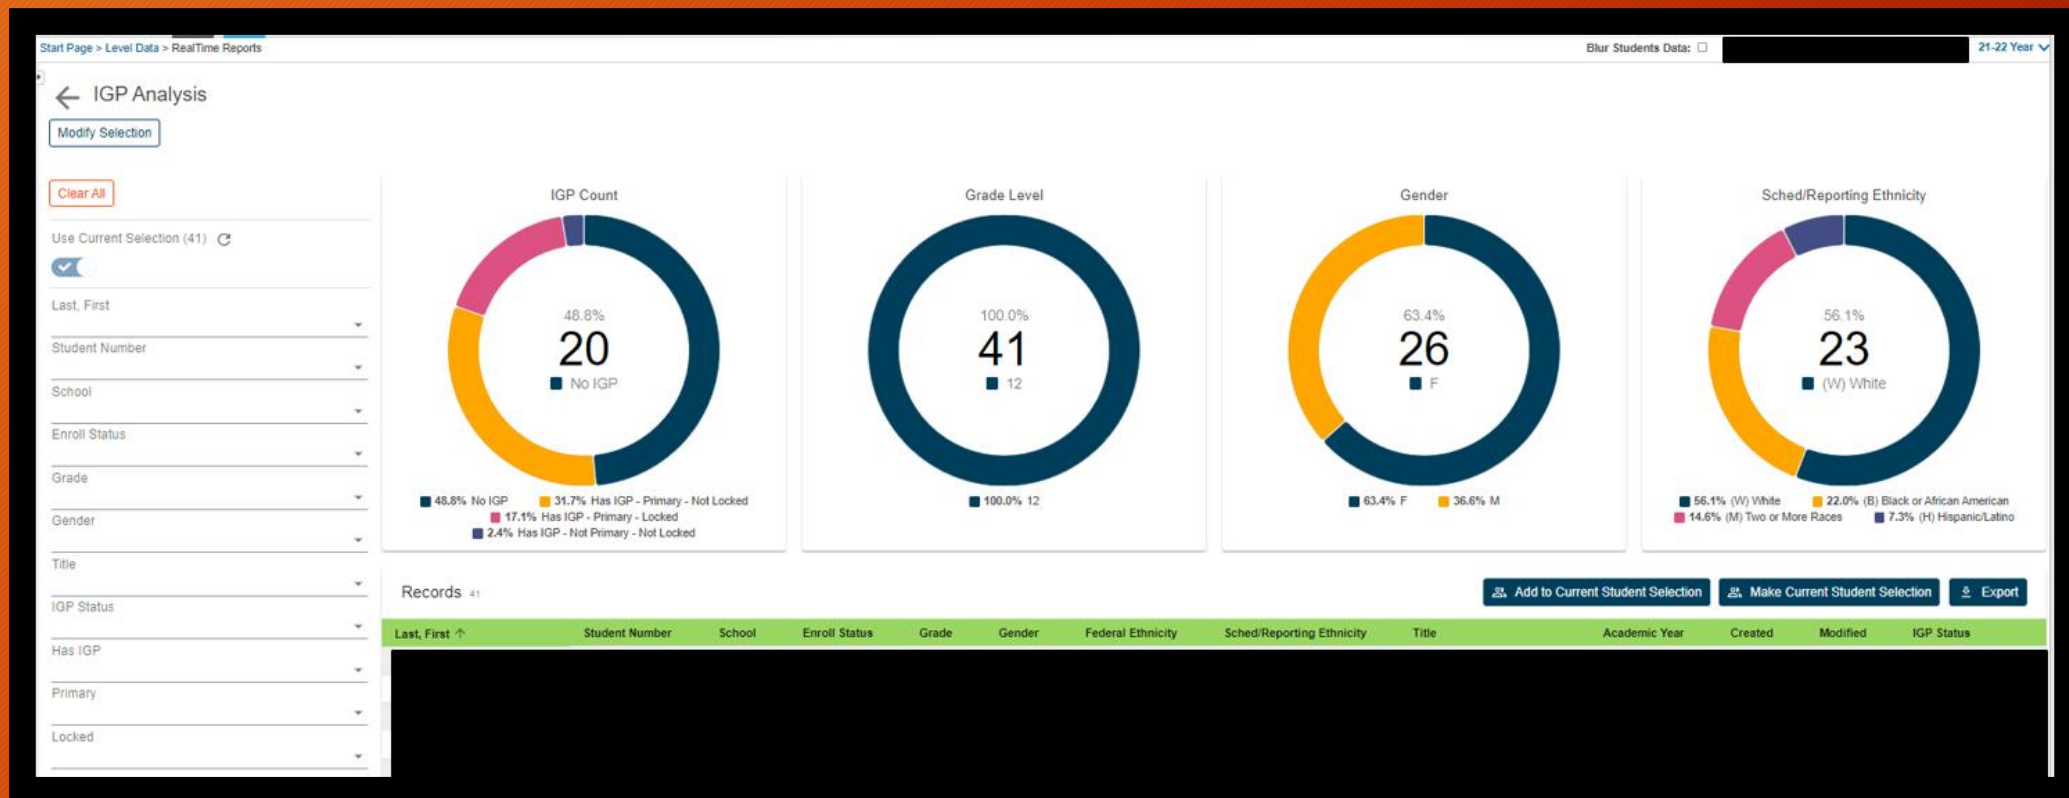 Start Page > Level Data > RealTime Reports
Blur Students Data:
21-22 Year
IGP Analysis
Modify Selection
Clear All
Use Current Selection (41)
Last, First
Student Number
School
Enroll Status
Grade
Gender
Title
IGP Status
Has IGP
Primary
Locked
IGP Count
48.8%
20
No IGP
48.8% No IGP 31.7% Has IGP - Primary - Not Locked
17.1% Has IGP - Primary - Locked
2.4% Has IGP - Not Primary - Not Locked
Grade Level
100.0%
41
12
100.0% 12
Gender
63.4%
26
F
63.4% F 36.6% M
Sched/Reporting Ethnicity
56.1%
23
(W) White
56.1% (W) White 22.0% (B) Black or African American
14.6% (M) Two or More Races 7.3% (H) Hispanic/Latino
Records 41
Add to Current Student Selection
Make Current Student Selection
Export
Last, First Student Number School Enroll Status Grade Gender Federal Ethnicity Sched/Reporting Ethnicity Title Academic Year Created Modified IGP Status